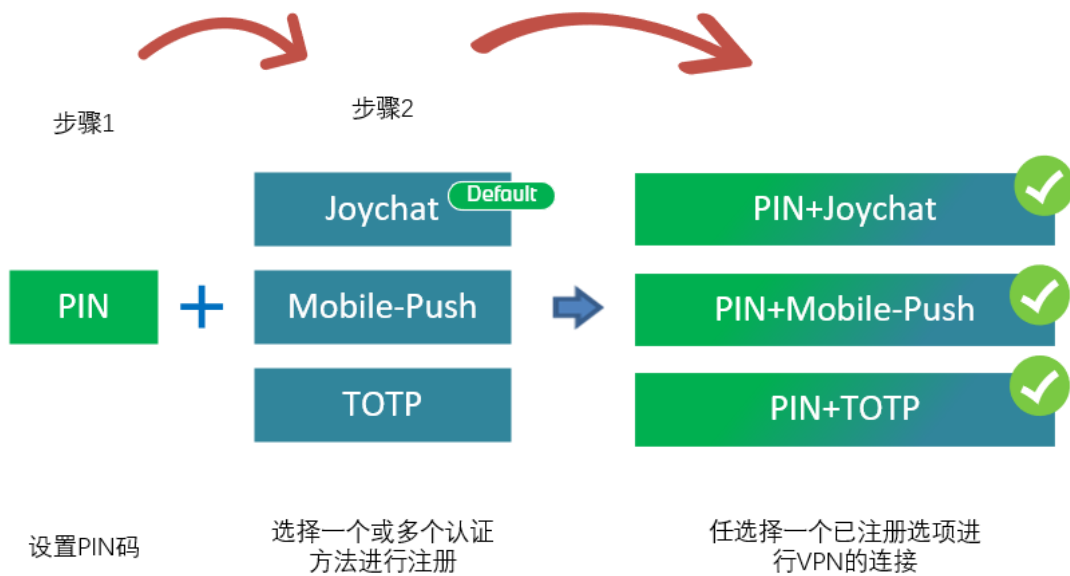 步骤1
步骤2
Joychat
Default
PIN+Joychat
PIN
+
Mobile-Push
PIN+Mobile-Push
TOTP
PIN+TOTP
设置PIN码
选择一个或多个认证
方法进行注册
任选择一个已注册选项进
行VPN的连接